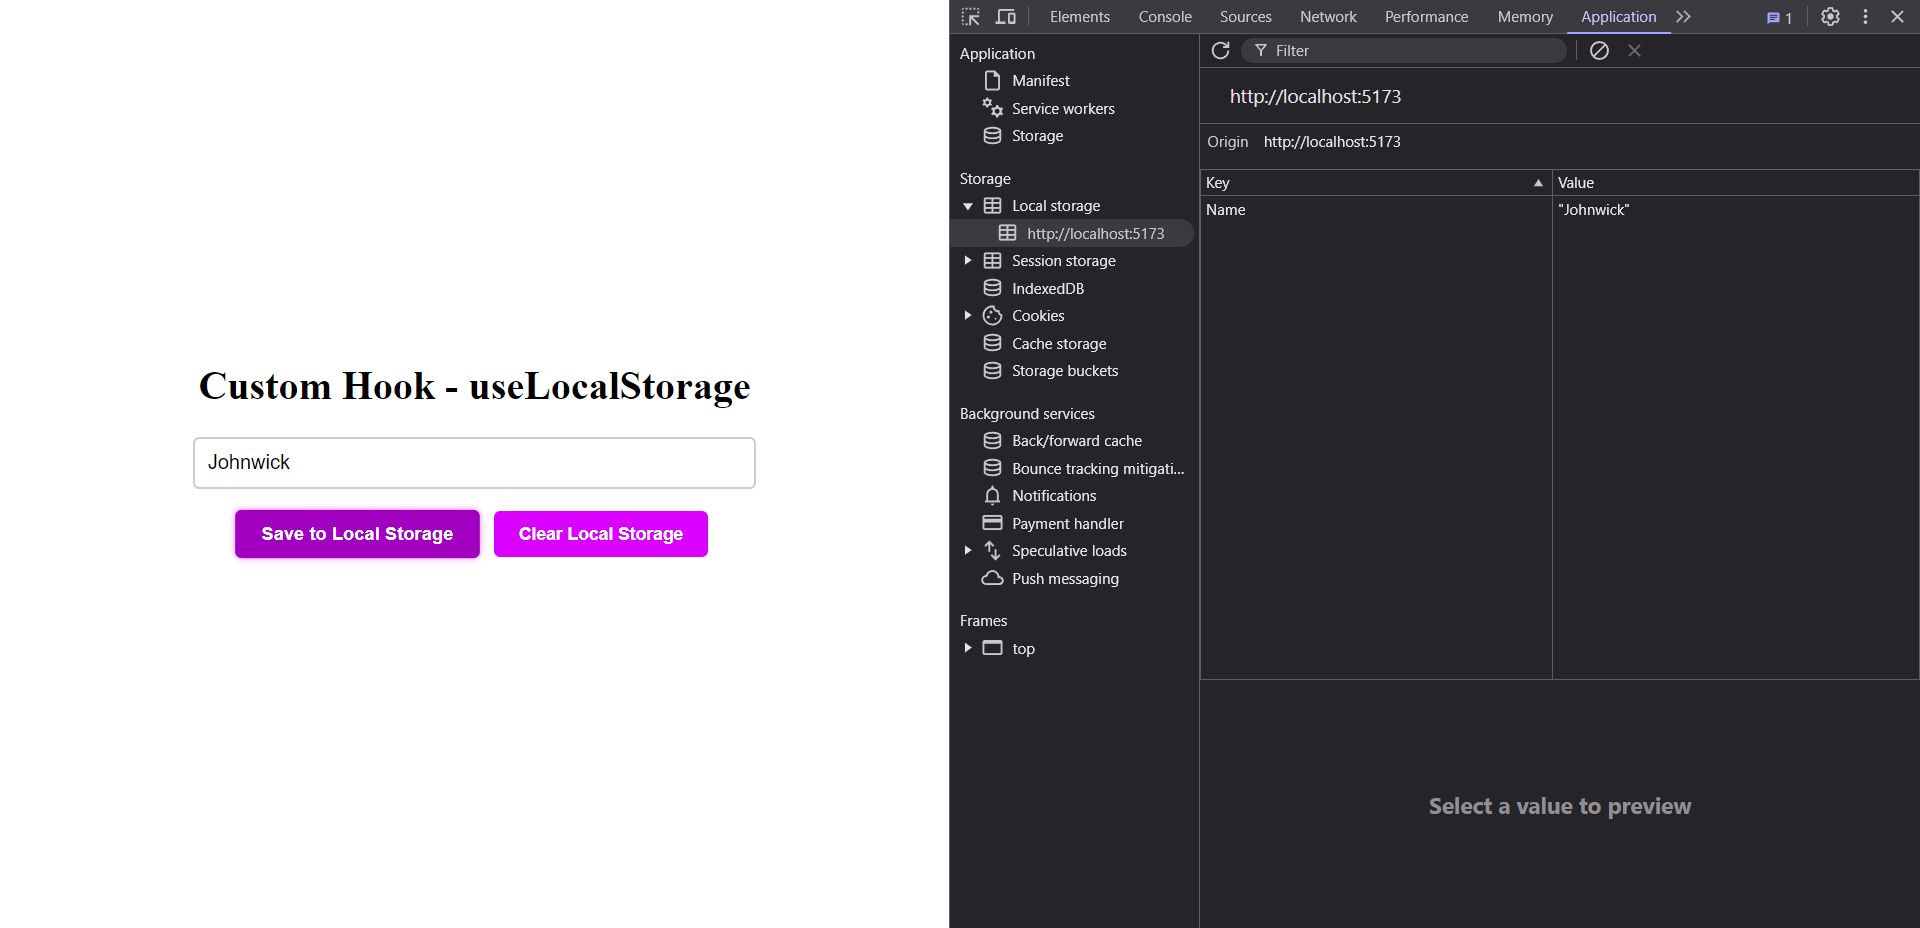 Custom Hook - useLocalStorage
Johnwick
Save to Local Storage
Clear Local Storage
Elements
Console
Sources
Network
Performance
Memory
Application
1
Application
Manifest
Service workers
Storage
Storage
Local storage
http://localhost:5173
Session storage
IndexedDB
Cookies
Cache storage
Storage buckets
Background services
Back/forward cache
Bounce tracking mitigati...
Notifications
Payment handler
Speculative loads
Push messaging
Frames
top
Filter
http://localhost:5173
Origin http://localhost:5173
Key Value
Name "Johnwick"
Select a value to preview